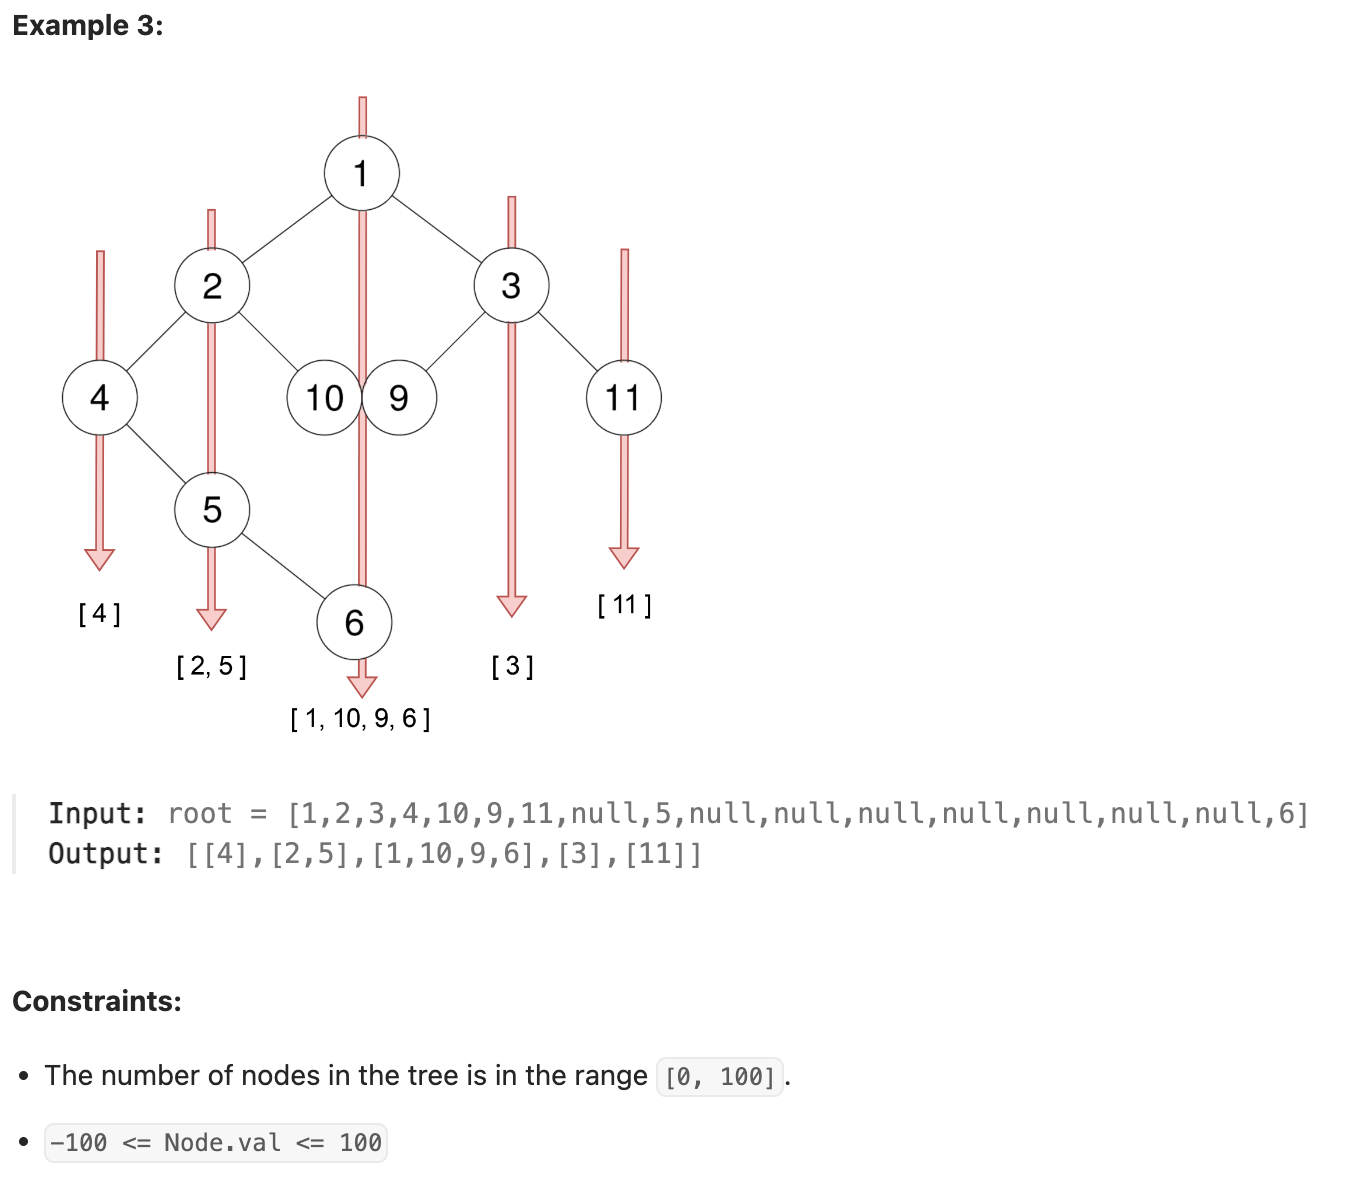 Example 3:
1
2
3
4
10
9
11
5
6
[ 4 ]
[ 11 ]
[ 2, 5 ]
[ 3 ]
[ 1, 10, 9, 6 ]
Input: root = [1,2,3,4,10,9,11,null,5,null,null,null,null,null,null,null,6]
Output: [[4],[2,5],[1,10,9,6],[3],[11]]
Constraints:
• The number of nodes in the tree is in the range [0, 100].
• -100 <= Node.val <= 100